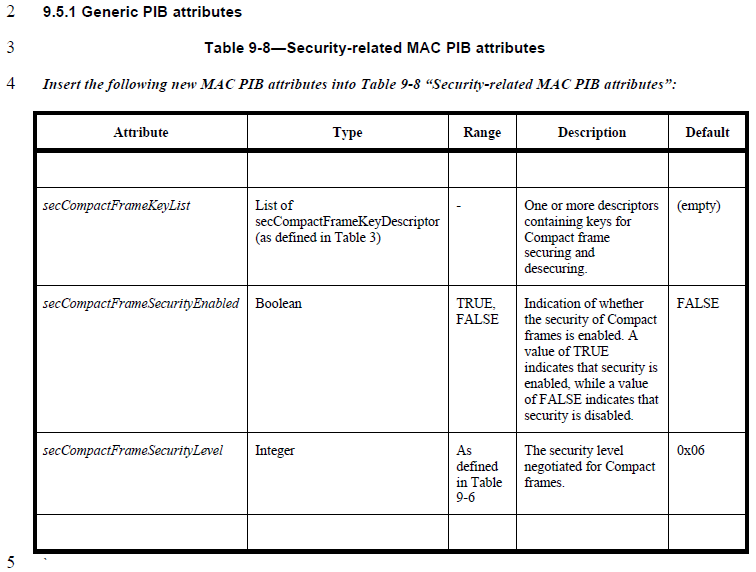 2 9.5.1 Generic PIB attributes
3 Table 9-8—Security-related MAC PIB attributes
4 Insert the following new MAC PIB attributes into Table 9-8 “Security-related MAC PIB attributes”:
Attribute Type Range Description Default
secCompactFrameKeyList
List of
secCompactFrameKeyDescriptor
(as defined in Table 3)
-
One or more descriptors
containing keys for
Compact frame
securing and
desecuring.
(empty)
secCompactFrameSecurityEnabled
Boolean
TRUE,
FALSE
Indication of whether
the security of Compact
frames is enabled. A
value of TRUE
indicates that security is
enabled, while a value
of FALSE indicates that
security is disabled.
FALSE
secCompactFrameSecurityLevel
Integer
As
defined
in Table
9-6
The security level
negotiated for Compact
frames.
0x06
5 `